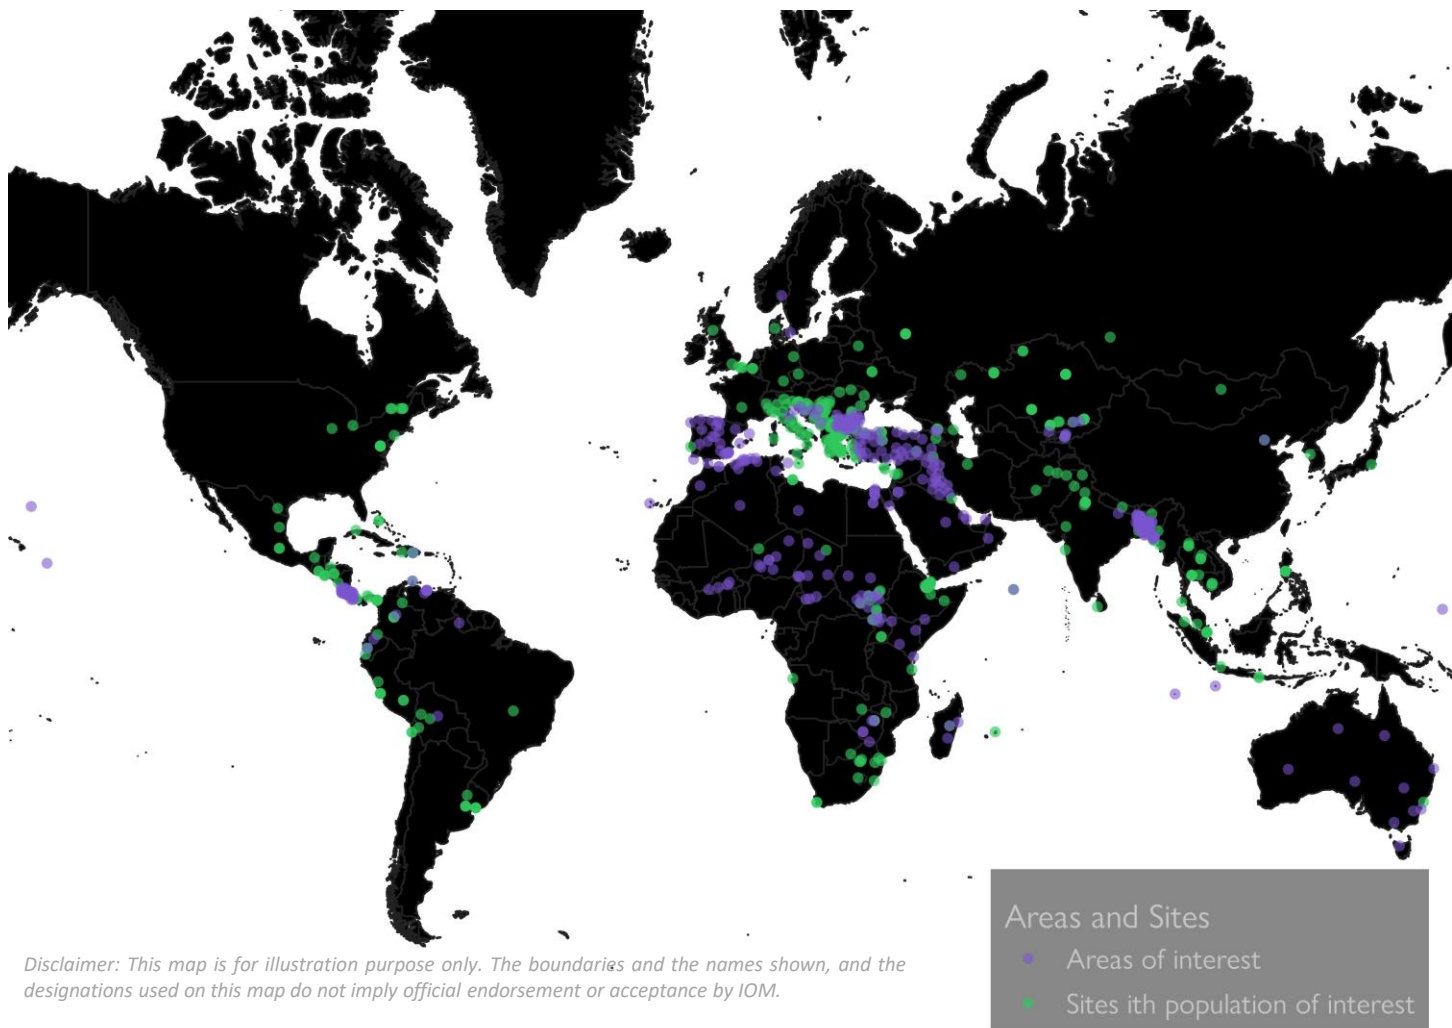 Disclaimer: This map is for illustration purpose only. The boundaries and the names shown, and the
designations used on this map do not imply official endorsement or acceptance by IOM.
Areas and Sites
Areas of interest
Sites ith population of interest